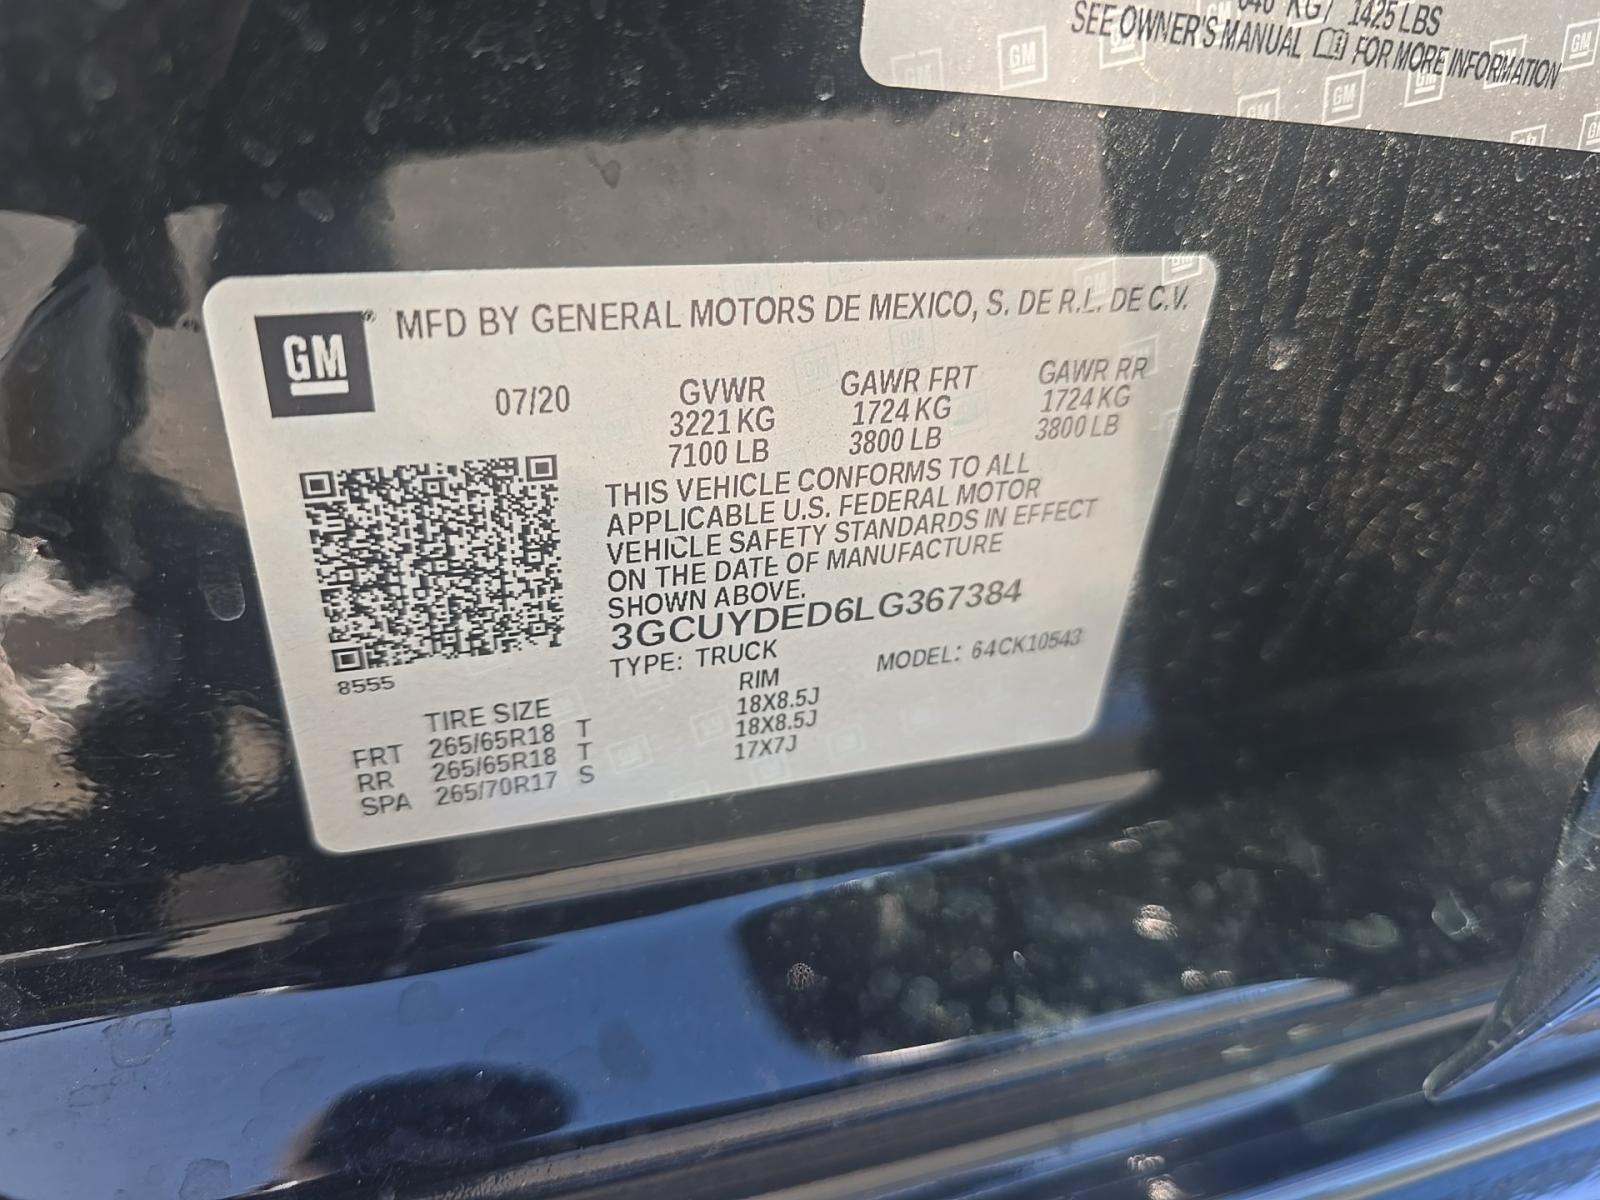 KG/ 1425 LBS
SEE OWNER'S MANUAL FOR MORE INFORMATION
GM
MFD BY GENERAL MOTORS DE MEXICO, S. DE R.L. DE C.V.
07/20
GVWR GAWR FRT GAWR RR
3221 KG 1724 KG 1724 KG
7100 LB 3800 LB 3800 LB
THIS VEHICLE CONFORMS TO ALL
APPLICABLE U.S. FEDERAL MOTOR
VEHICLE SAFETY STANDARDS IN EFFECT
ON THE DATE OF MANUFACTURE
SHOWN ABOVE.
3GCUYDED6LG367384
TYPE: TRUCK MODEL: 64CK10543
8555
TIRE SIZE RIM
FRT 265/65R18 T 18X8.5J
RR 265/65R18 T 18X8.5J
SPA 265/70R17 S 17X7J